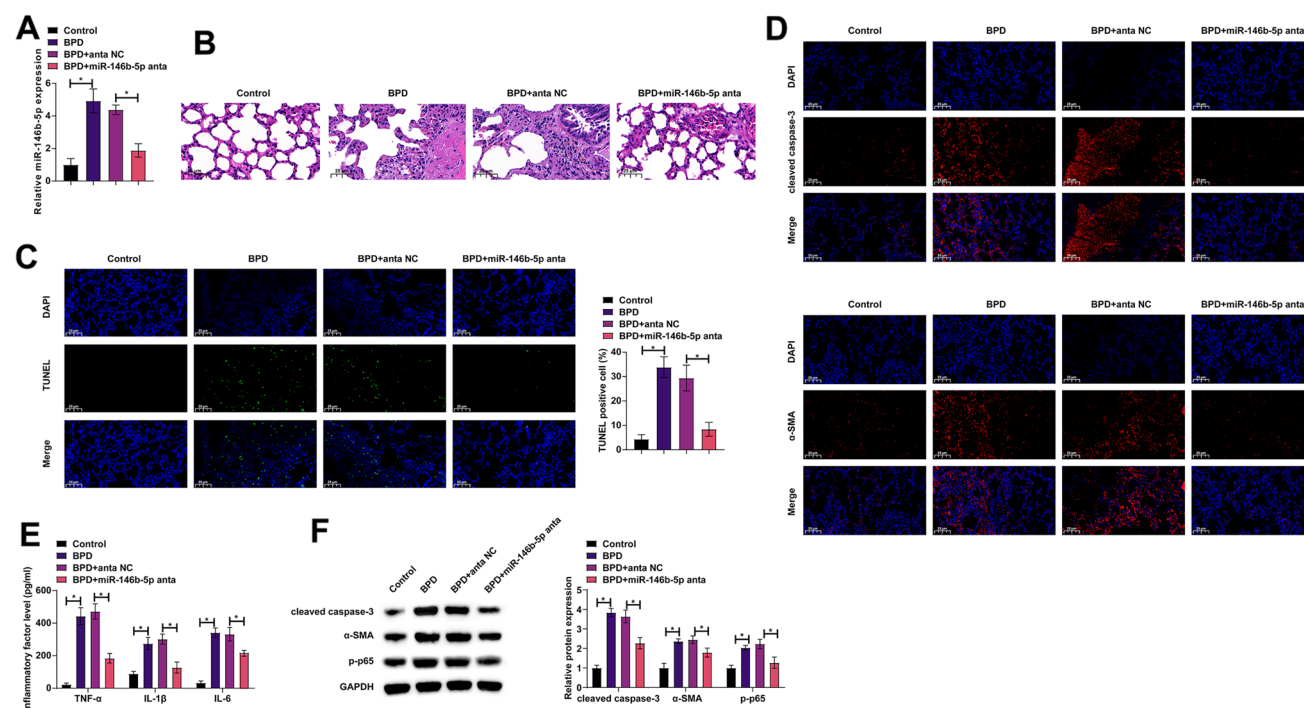 A
Control
BPD
BPD+anta NC
BPD+miR-146b-5p anta
Relative miR-146b-5p expression
6
4
2
0
*
*
B
Control BPD BPD+anta NC BPD+miR-146b-5p anta
C
Control BPD BPD+anta NC BPD+miR-146b-5p anta
DAPI
TUNEL
Merge
Control
BPD
BPD+anta NC
BPD+miR-146b-5p anta
TUNEL positive cell (%)
40
30
20
10
0
*
*
D
Control BPD BPD+anta NC BPD+miR-146b-5p anta
DAPI
cleaved caspase-3
Merge
Control BPD BPD+anta NC BPD+miR-146b-5p anta
DAPI
α-SMA
Merge
E
Control
BPD
BPD+anta NC
BPD+miR-146b-5p anta
nflammatory factor level (pg/ml)
600
400
200
0
* * * * * *
TNF-α IL-1β IL-6
F
Control BPD BPD+anta NC BPD+miR-146b-5p anta
cleaved caspase-3
α-SMA
p-p65
GAPDH
Control
BPD
BPD+anta NC
BPD+miR-146b-5p anta
Relative protein expression
5
4
3
2
1
0
* * * * * *
cleaved caspase-3 α-SMA p-p65